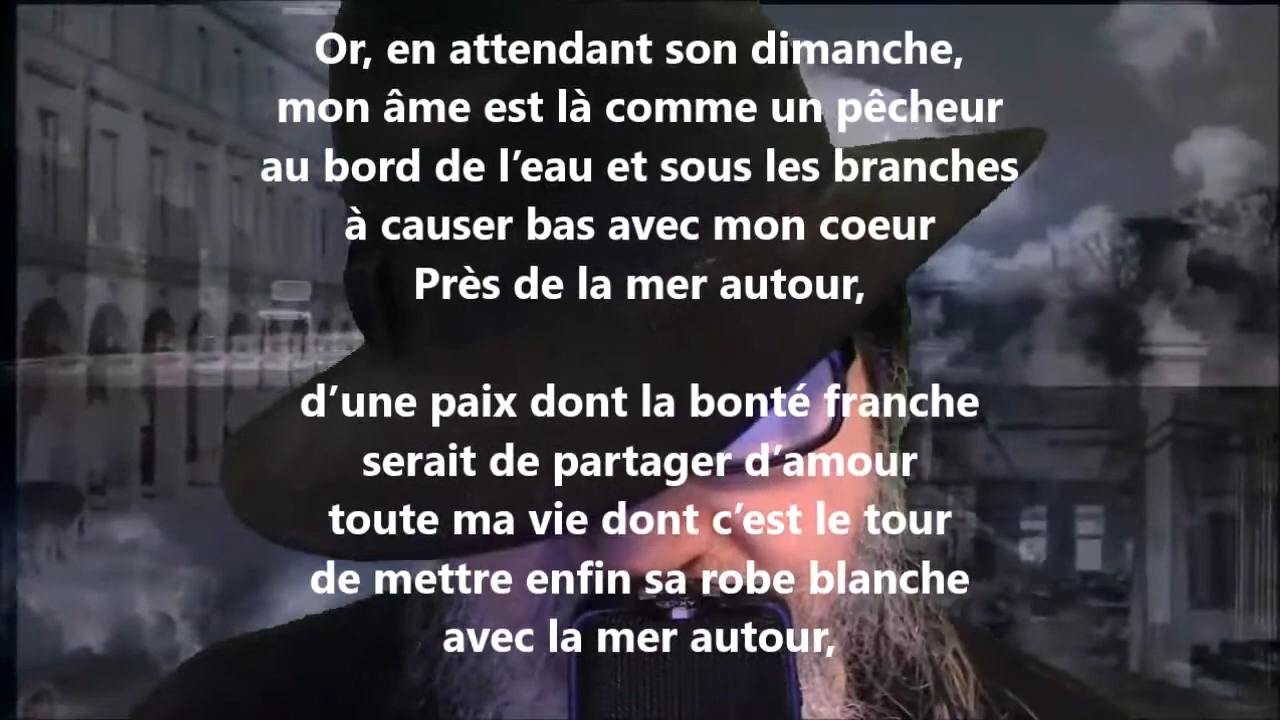 Or, en attendant son dimanche,
mon âme est là comme un pêcheur
au bord de l’eau et sous les branches
à causer bas avec mon coeur
Près de la mer autour,
d’une paix dont la bonté franche
serait de partager d’amour
toute ma vie dont c’est le tour
de mettre enfin sa robe blanche
avec la mer autour,